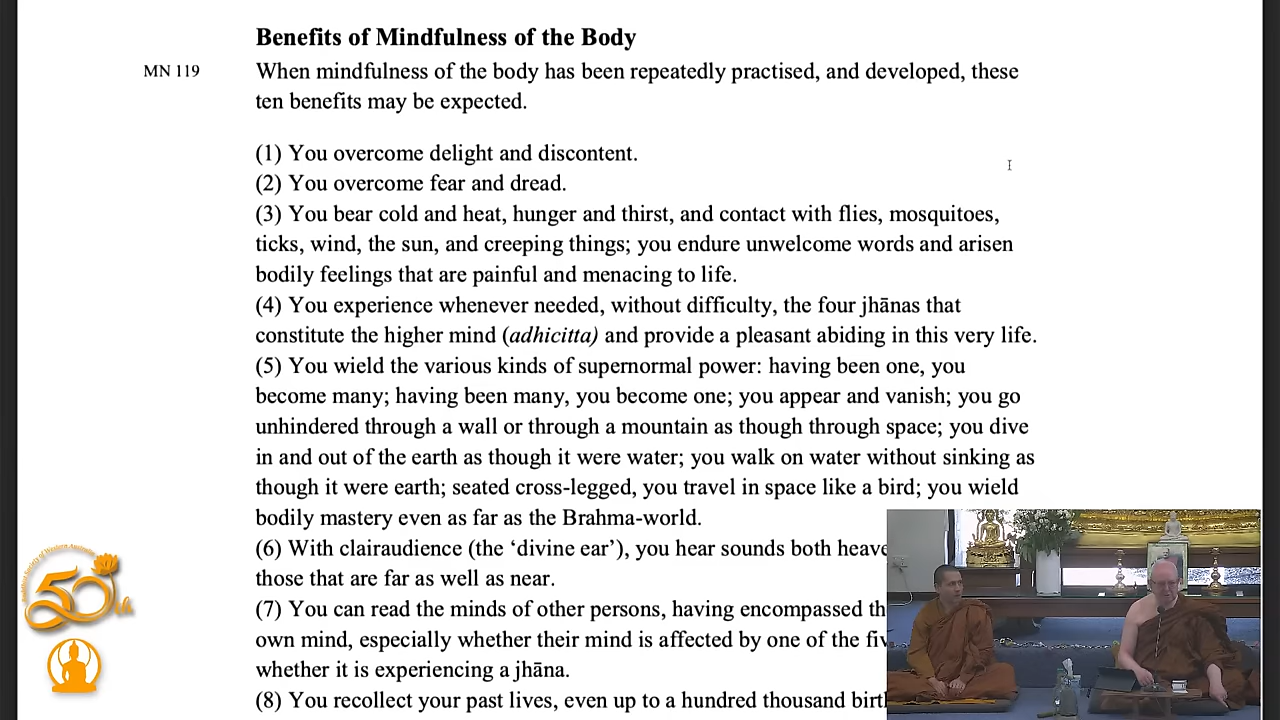 Benefits of Mindfulness of the Body
MN 119
When mindfulness of the body has been repeatedly practised, and developed, these
ten benefits may be expected.
(1) You overcome delight and discontent.
(2) You overcome fear and dread.
(3) You bear cold and heat, hunger and thirst, and contact with flies, mosquitoes,
ticks, wind, the sun, and creeping things; you endure unwelcome words and arisen
bodily feelings that are painful and menacing to life.
(4) You experience whenever needed, without difficulty, the four jhānas that
constitute the higher mind (adhicitta) and provide a pleasant abiding in this very life.
(5) You wield the various kinds of supernormal power: having been one, you
become many; having been many, you become one; you appear and vanish; you go
unhindered through a wall or through a mountain as though through space; you dive
in and out of the earth as though it were water; you walk on water without sinking as
though it were earth; seated cross-legged, you travel in space like a bird; you wield
bodily mastery even as far as the Brahma-world.
(6) With clairaudience (the ‘divine ear’), you hear sounds both heave
those that are far as well as near.
(7) You can read the minds of other persons, having encompassed th
own mind, especially whether their mind is affected by one of the fiv
whether it is experiencing a jhāna.
(8) You recollect your past lives, even up to a hundred thousand birt
Buddhist Society of Western Australia
50th